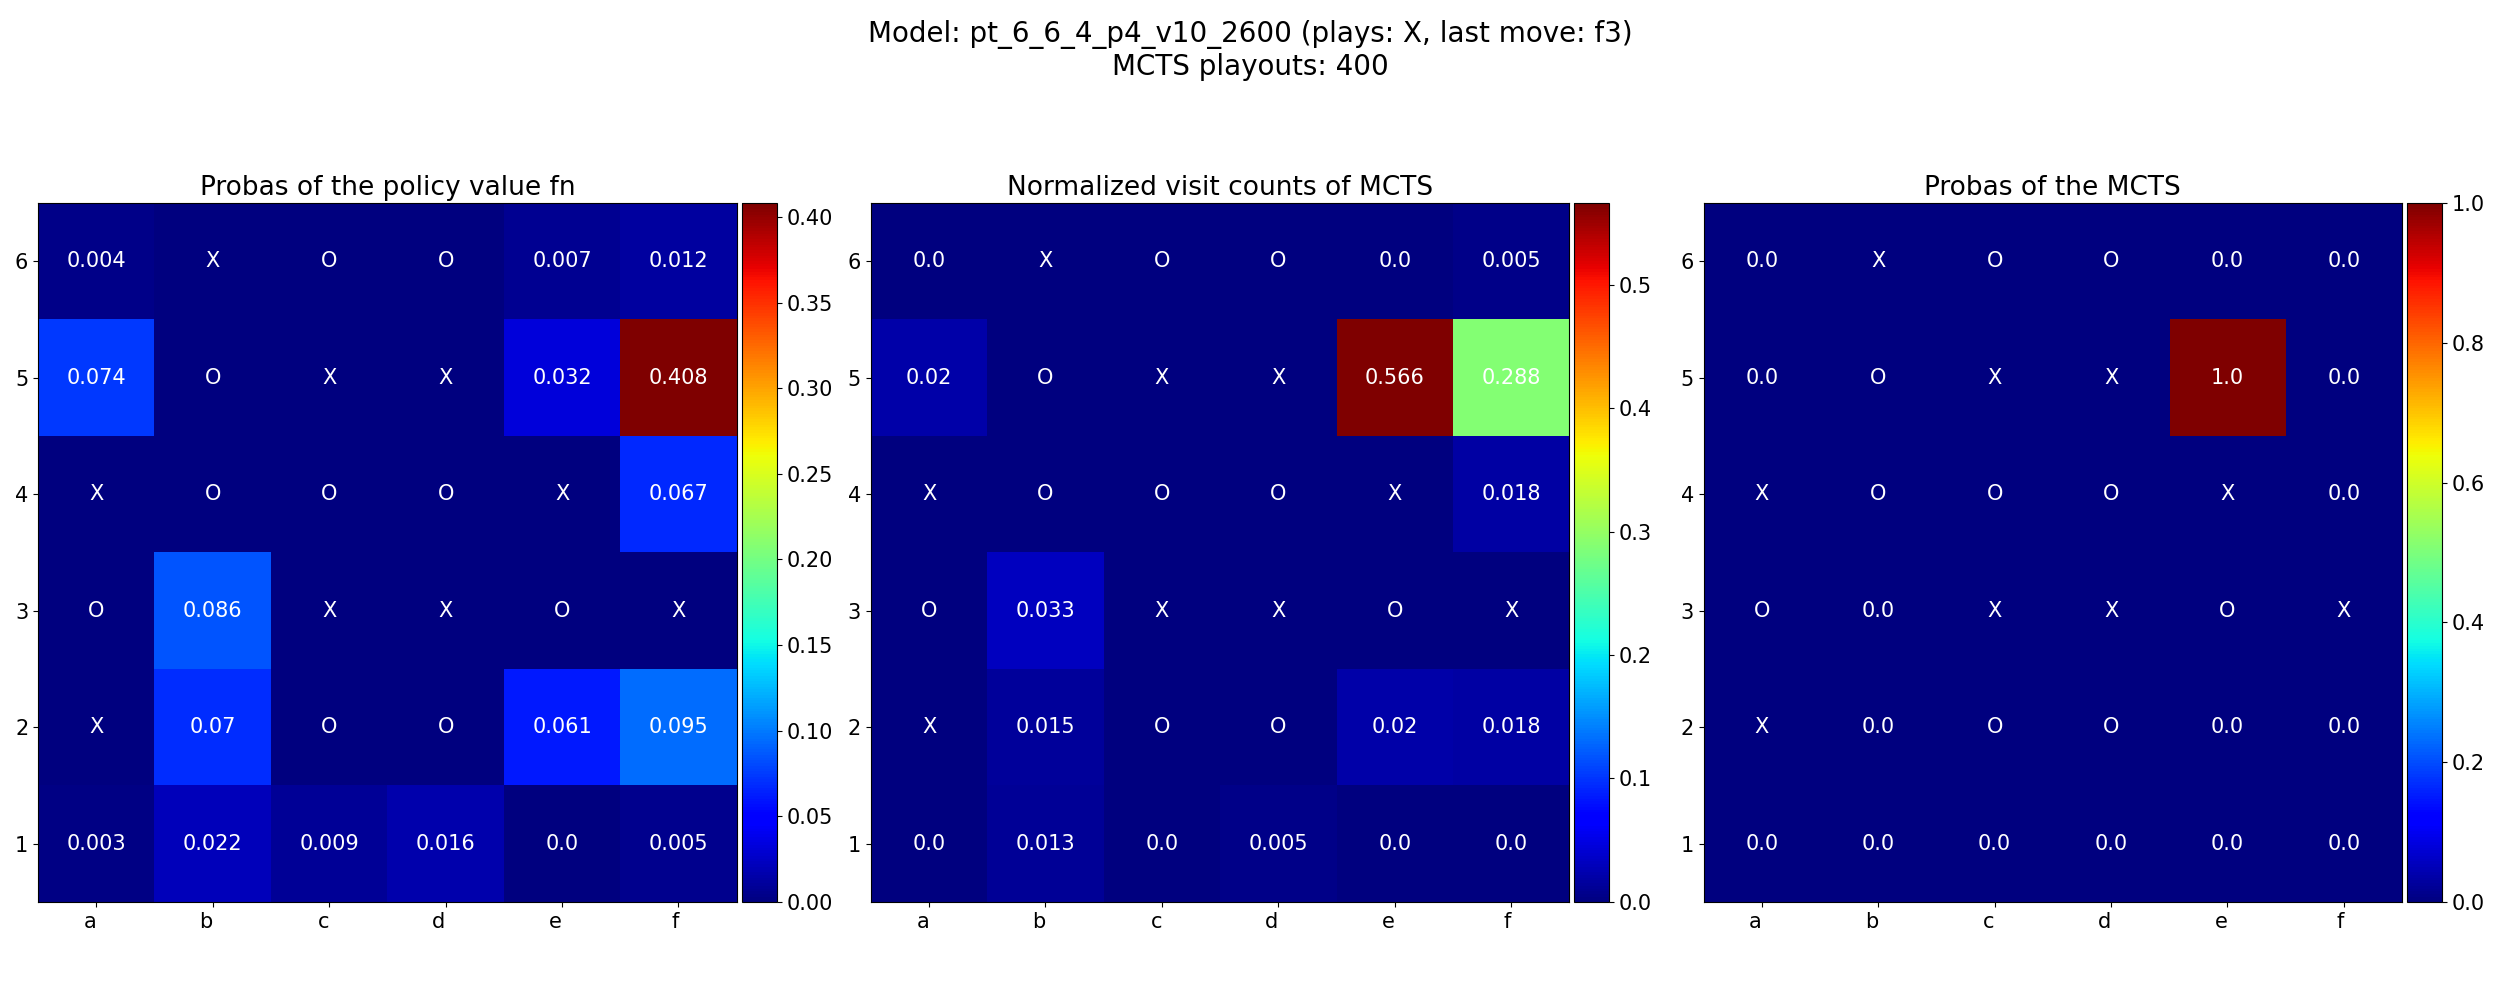 Model: pt_6_6_4_p4_v10_2600 (plays: X, last move: f3)
MCTS playouts: 400
Probas of the policy value fn
6 0.004 X O O 0.007 0.012
5 0.074 O X X 0.032 0.408
4 X O O O X 0.067
3 O 0.086 X X O X
2 X 0.07 O O 0.061 0.095
1 0.003 0.022 0.009 0.016 0.0 0.005
a b c d e f
0.40
0.35
0.30
0.25
0.20
0.15
0.10
0.05
0.00
Normalized visit counts of MCTS
6 0.0 X O O 0.0 0.005
5 0.02 O X X 0.566 0.288
4 X O O O X 0.018
3 O 0.033 X X O X
2 X 0.015 O O 0.02 0.018
1 0.0 0.013 0.0 0.005 0.0 0.0
a b c d e f
0.5
0.4
0.3
0.2
0.1
0.0
Probas of the MCTS
6 0.0 X O O 0.0 0.0
5 0.0 O X X 1.0 0.0
4 X O O O X 0.0
3 O 0.0 X X O X
2 X 0.0 O O 0.0 0.0
1 0.0 0.0 0.0 0.0 0.0 0.0
a b c d e f
1.0
0.8
0.6
0.4
0.2
0.0